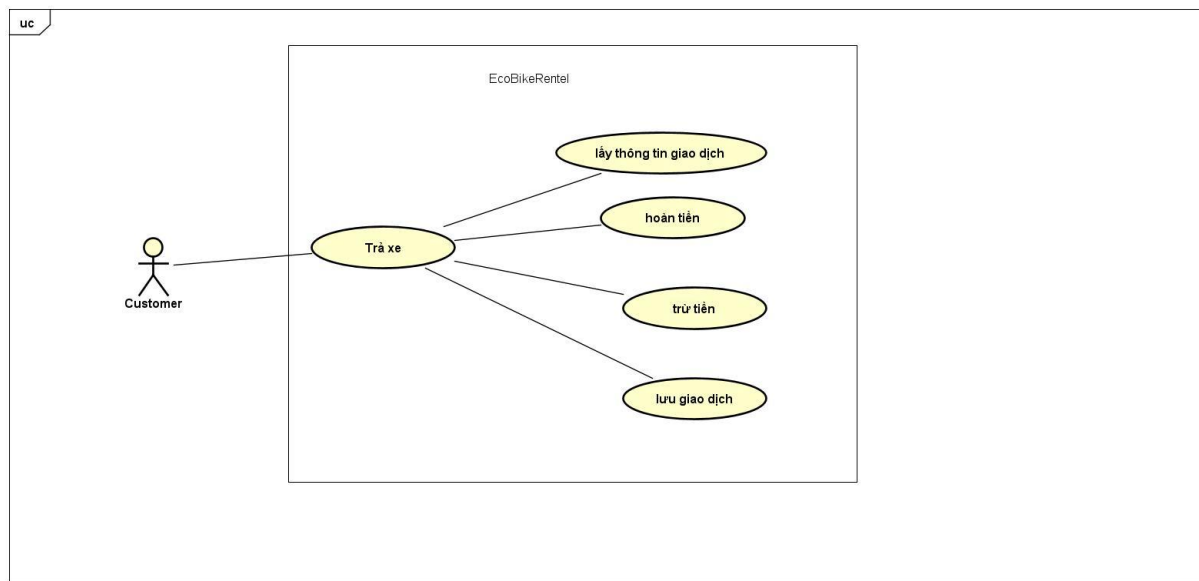 uc
EcoBikeRentel
lấy thông tin giao dịch
hoàn tiền
Trả xe
Customer
trừ tiền
lưu giao dịch